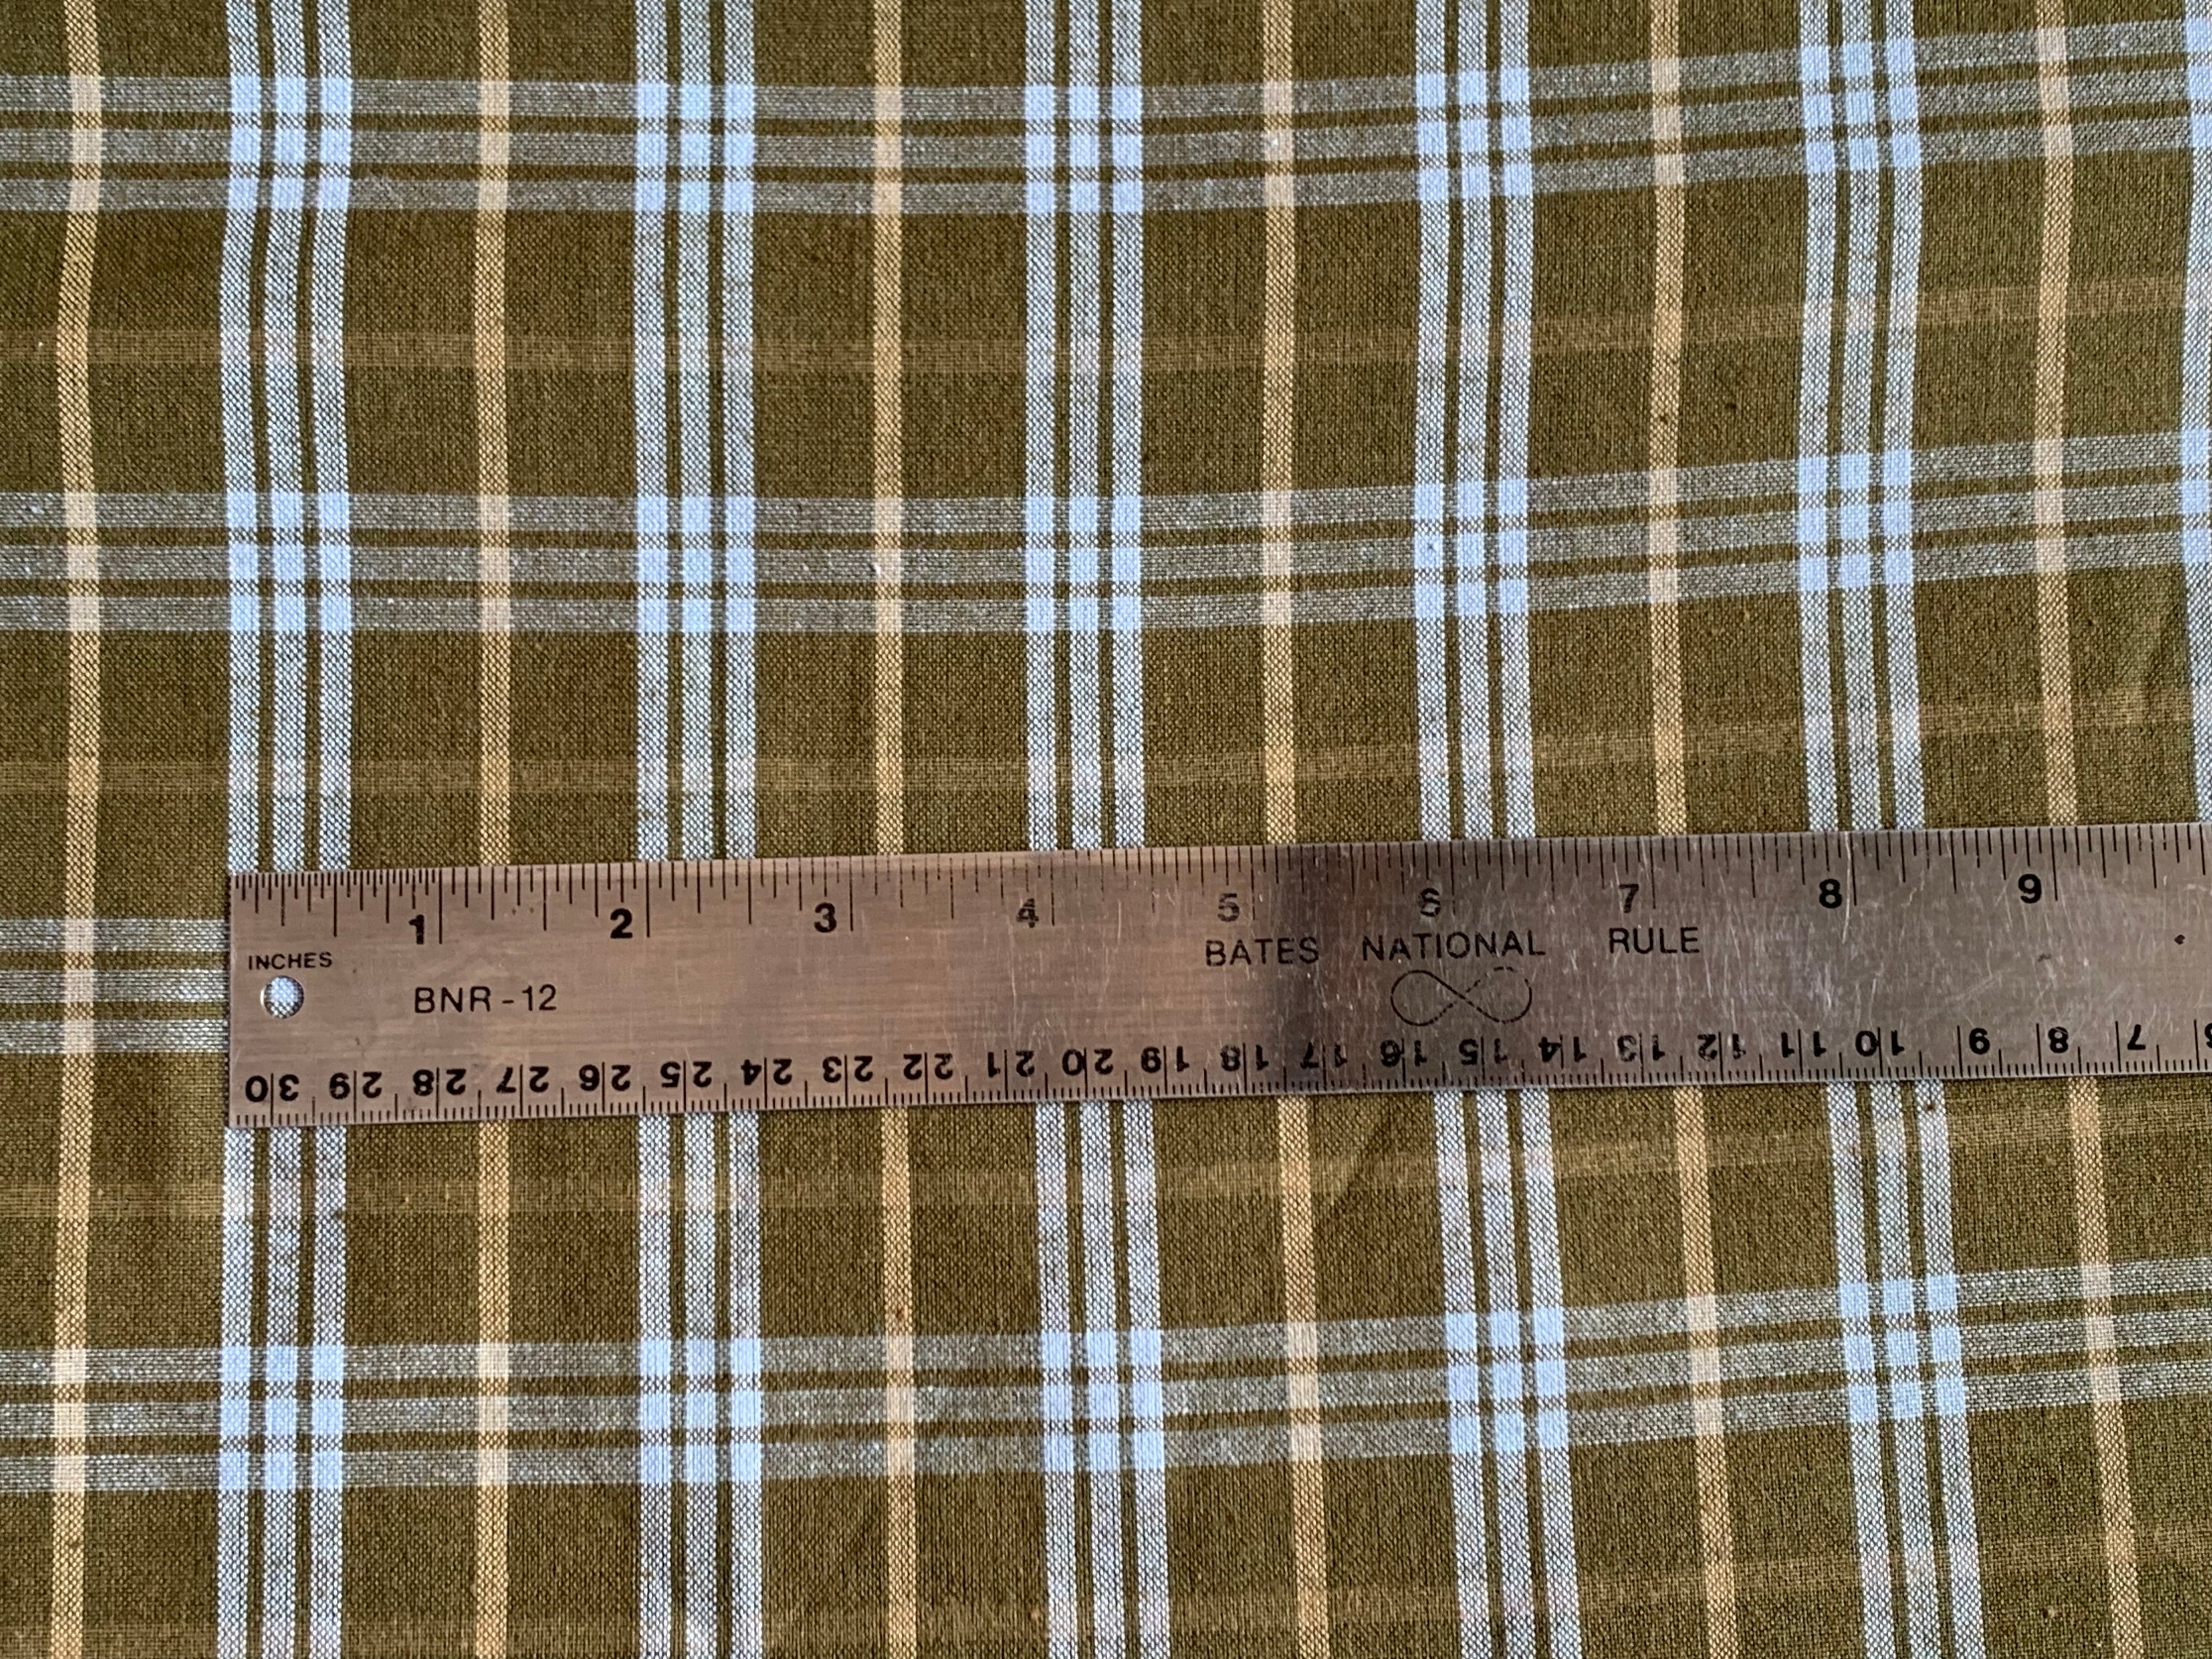 1 2 3 4 5 6 7 8 9
INCHES BATES NATIONAL RULE
BNR-12
30 29 28 27 26 25 24 23 22 21 20 19 18 17 16 15 14 13 12 11 10 9 8 7